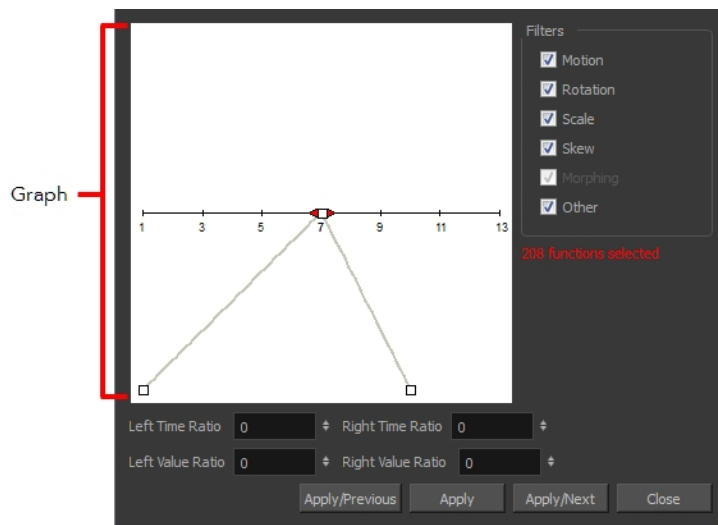 Graph
1 3 5 7 9 11 13
Filters
Motion
Rotation
Scale
Skew
Morphing
Other
208 functions selected
Left Time Ratio 0 Right Time Ratio 0
Left Value Ratio 0 Right Value Ratio 0
Apply/Previous Apply Apply/Next Close